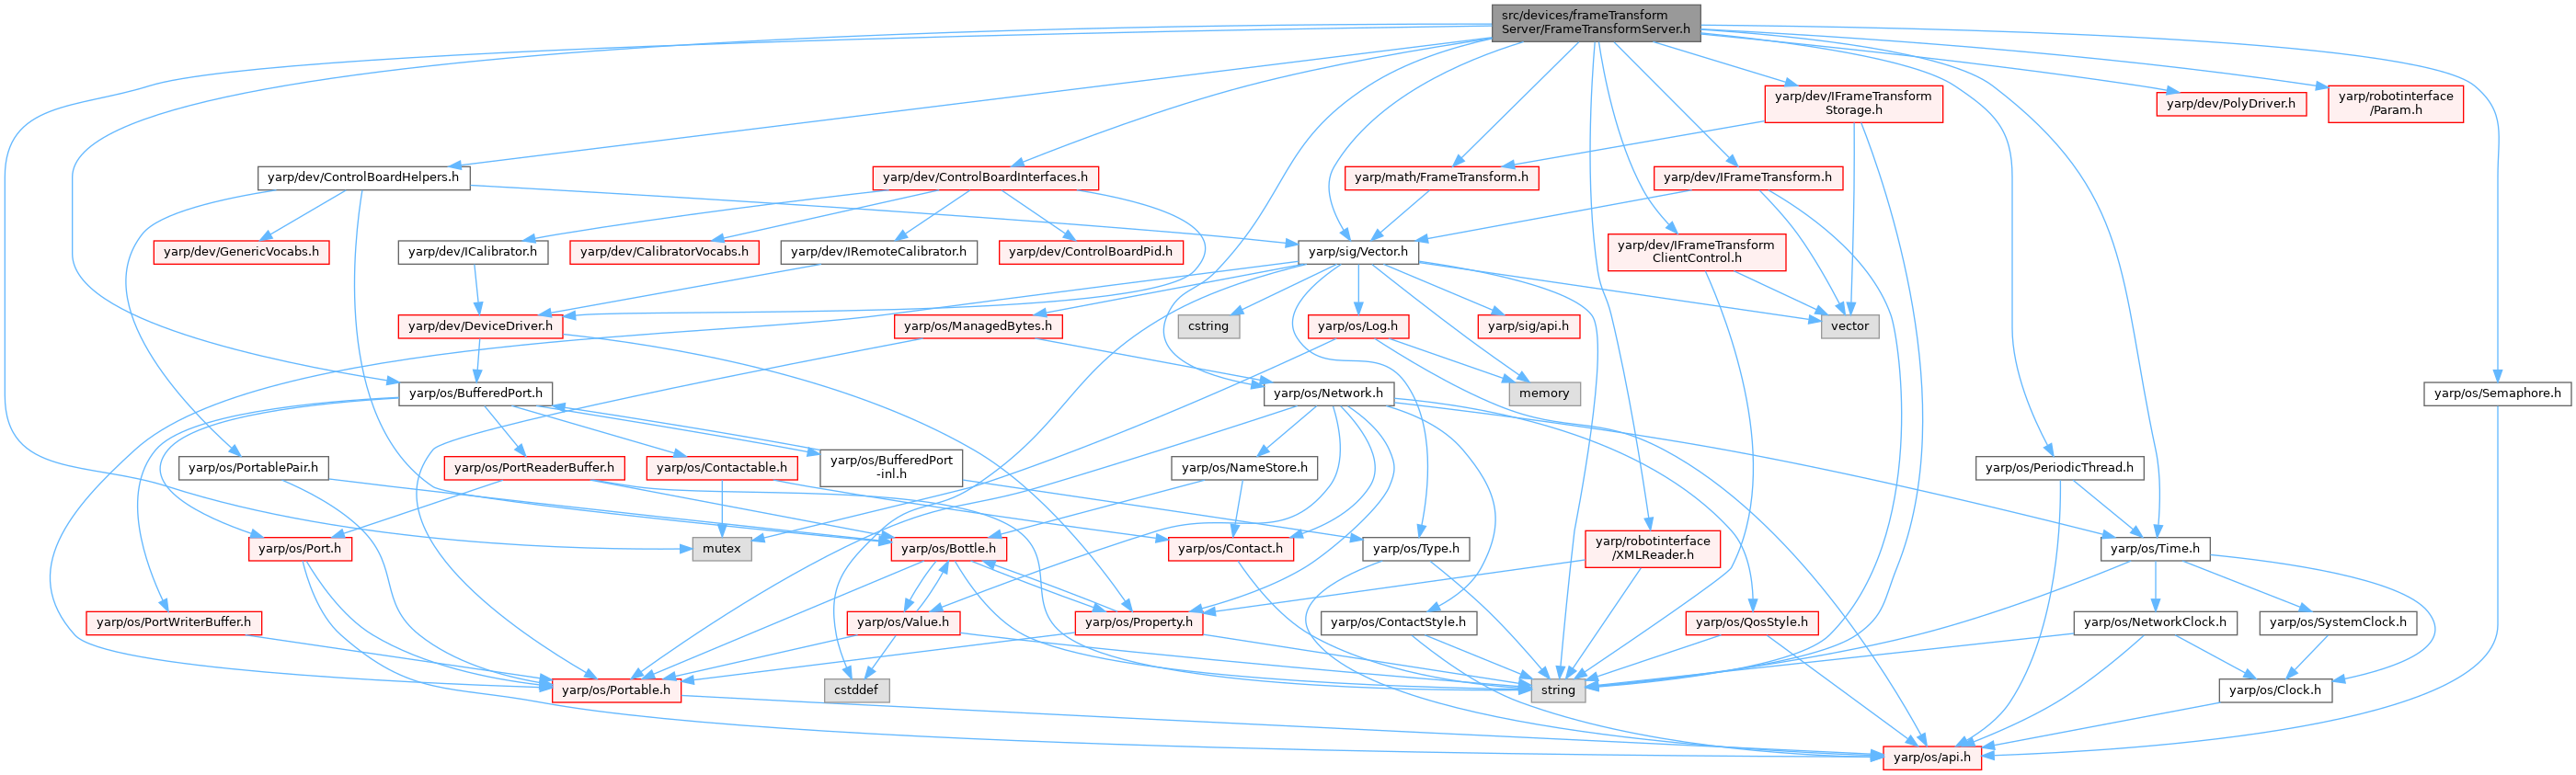 src/devices/frameTransform
Server/FrameTransformServer.h
yarp/dev/IFrameTransform
Storage.h
yarp/dev/PolyDriver.h
yarp/robotinterface
/Param.h
yarp/dev/ControlBoardHelpers.h
yarp/dev/ControlBoardInterfaces.h
yarp/math/FrameTransform.h
yarp/dev/IFrameTransform.h
yarp/dev/GenericVocabs.h
yarp/dev/ICalibrator.h
yarp/dev/CalibratorVocabs.h
yarp/dev/IRemoteCalibrator.h
yarp/dev/ControlBoardPid.h
yarp/sig/Vector.h
yarp/dev/IFrameTransform
ClientControl.h
yarp/dev/DeviceDriver.h
yarp/os/ManagedBytes.h
cstring
yarp/os/Log.h
yarp/sig/api.h
vector
yarp/os/BufferedPort.h
yarp/os/Network.h
memory
yarp/os/Semaphore.h
yarp/os/PortablePair.h
yarp/os/PortReaderBuffer.h
yarp/os/Contactable.h
yarp/os/BufferedPort
-inl.h
yarp/os/NameStore.h
yarp/os/PeriodicThread.h
yarp/os/Port.h
mutex
yarp/os/Bottle.h
yarp/os/Contact.h
yarp/os/Type.h
yarp/robotinterface
/XMLReader.h
yarp/os/Time.h
yarp/os/PortWriterBuffer.h
yarp/os/Value.h
yarp/os/Property.h
yarp/os/ContactStyle.h
yarp/os/QosStyle.h
yarp/os/NetworkClock.h
yarp/os/SystemClock.h
yarp/os/Portable.h
cstddef
string
yarp/os/Clock.h
yarp/os/api.h